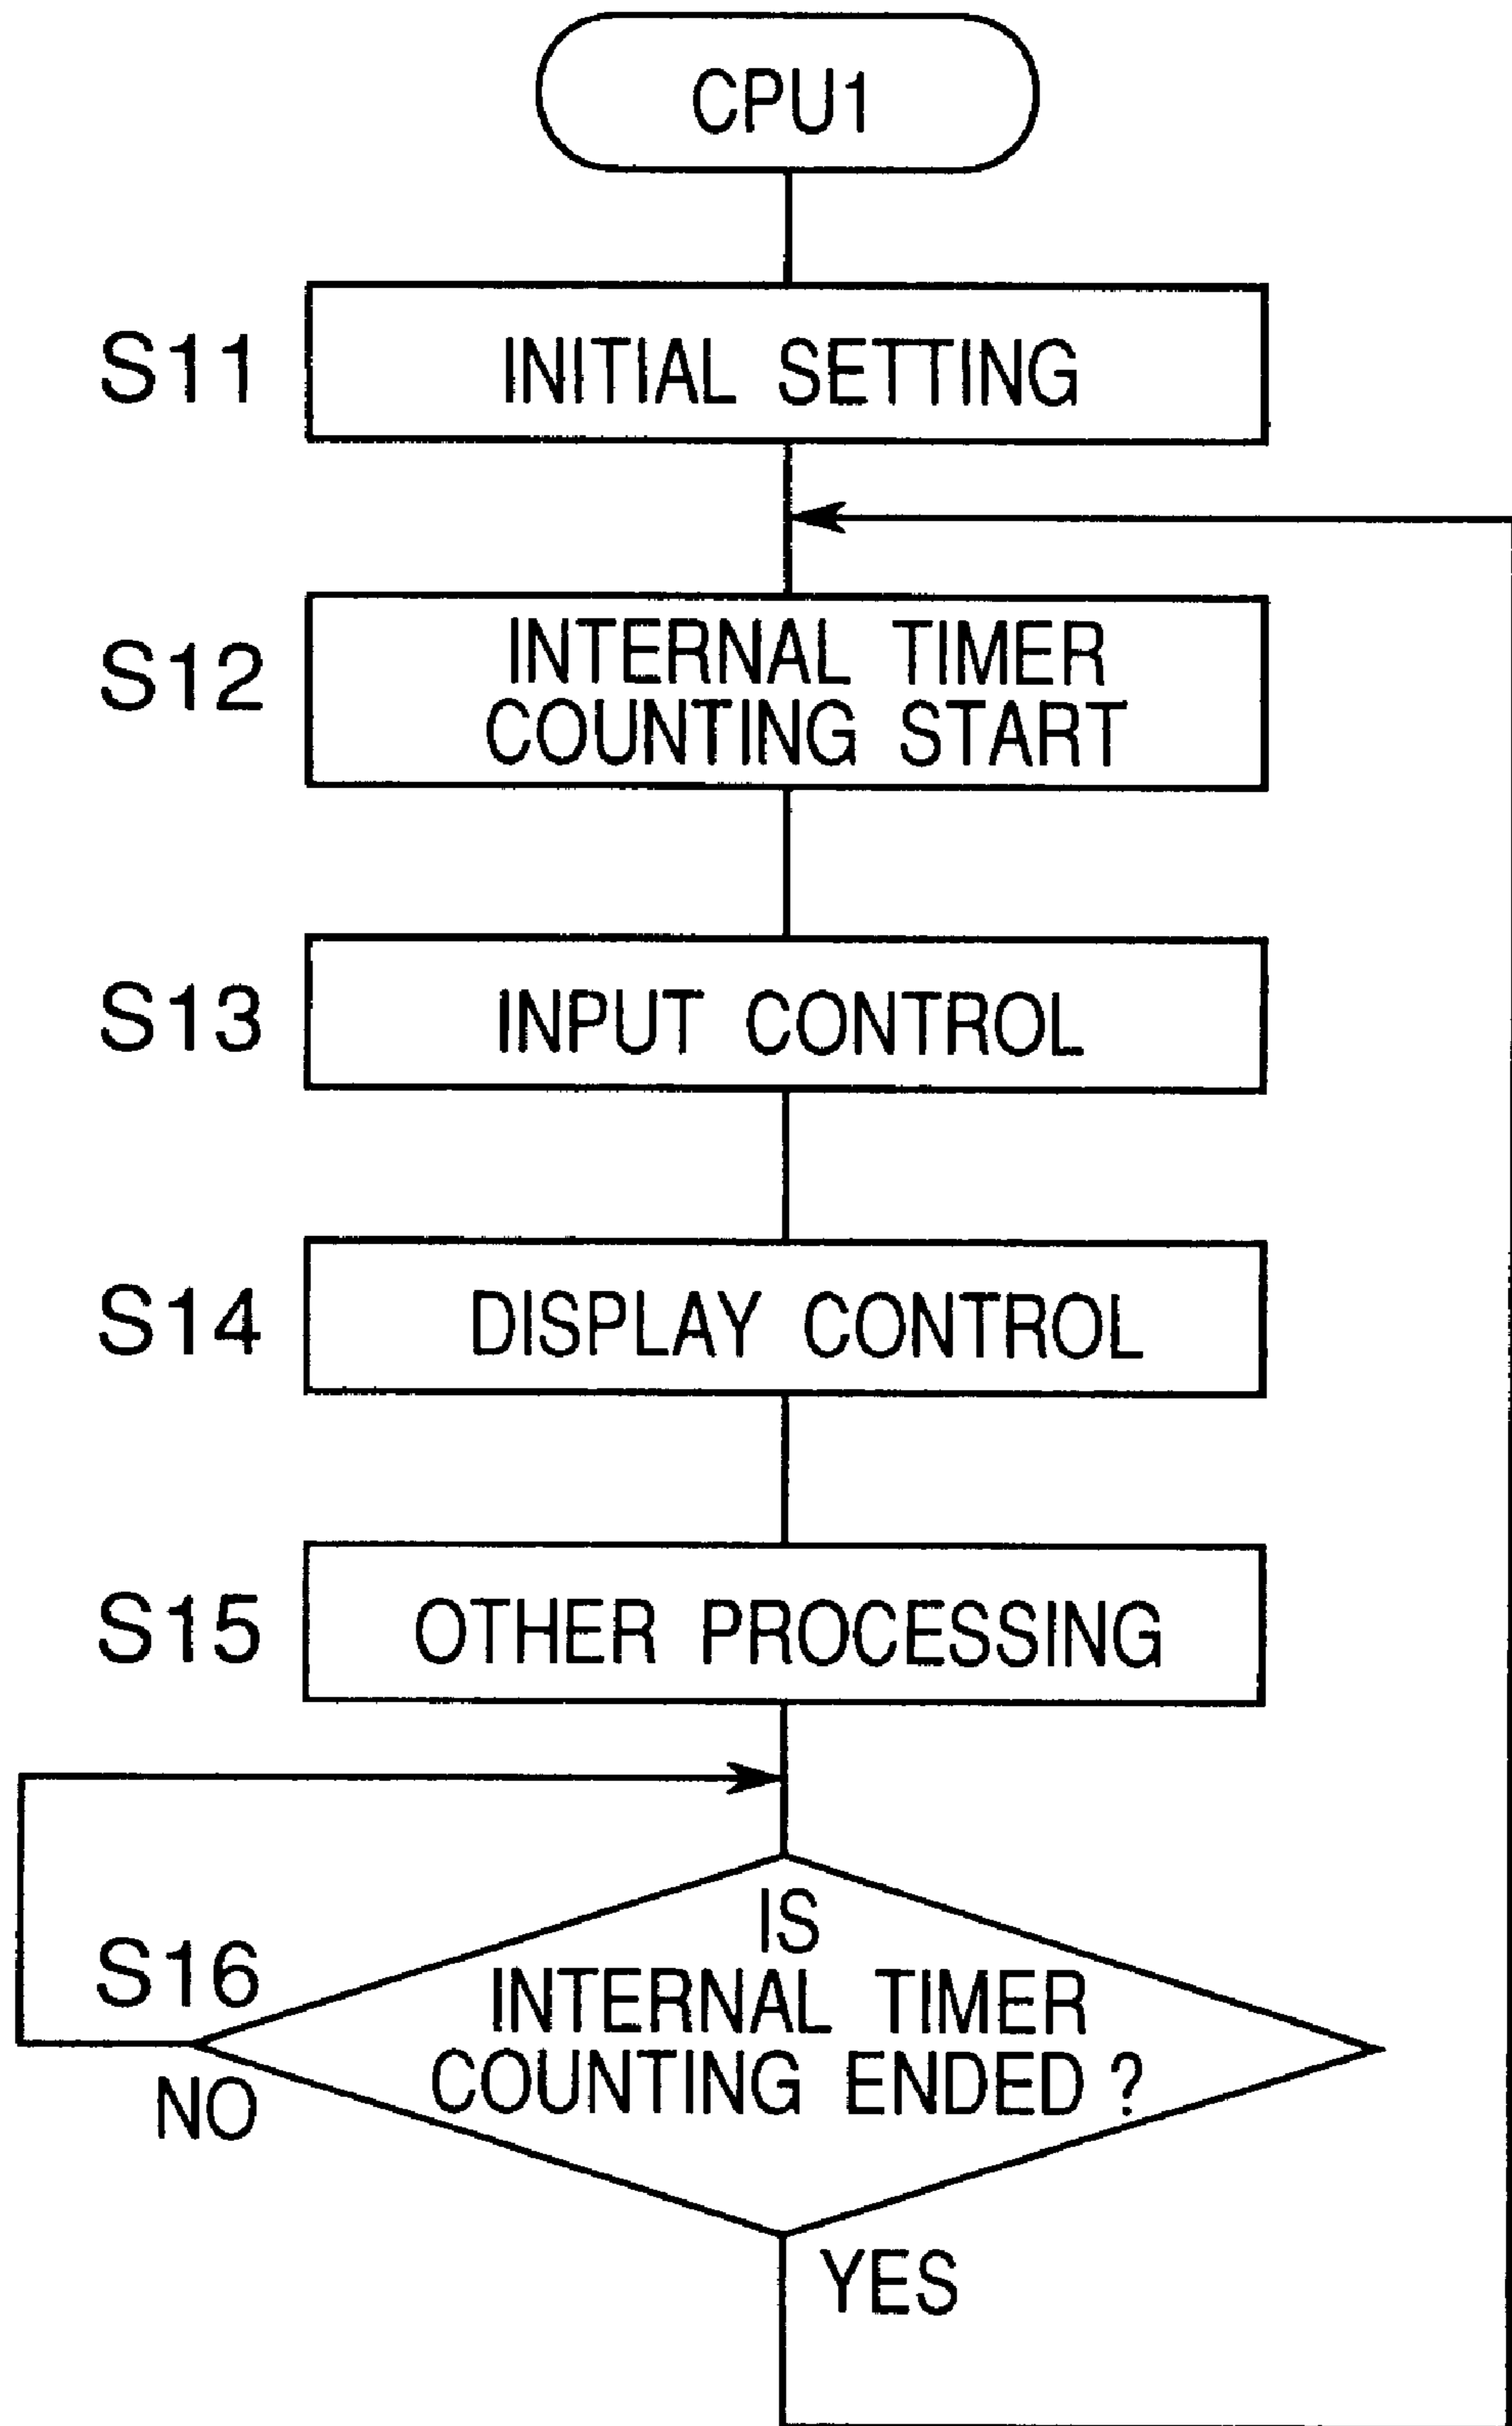 CPU1
S11
INITIAL SETTING
S12
INTERNAL TIMER
COUNTING START
S13
INPUT CONTROL
S14
DISPLAY CONTROL
S15
OTHER PROCESSING
S16
IS
INTERNAL TIMER
COUNTING ENDED ?
NO
YES